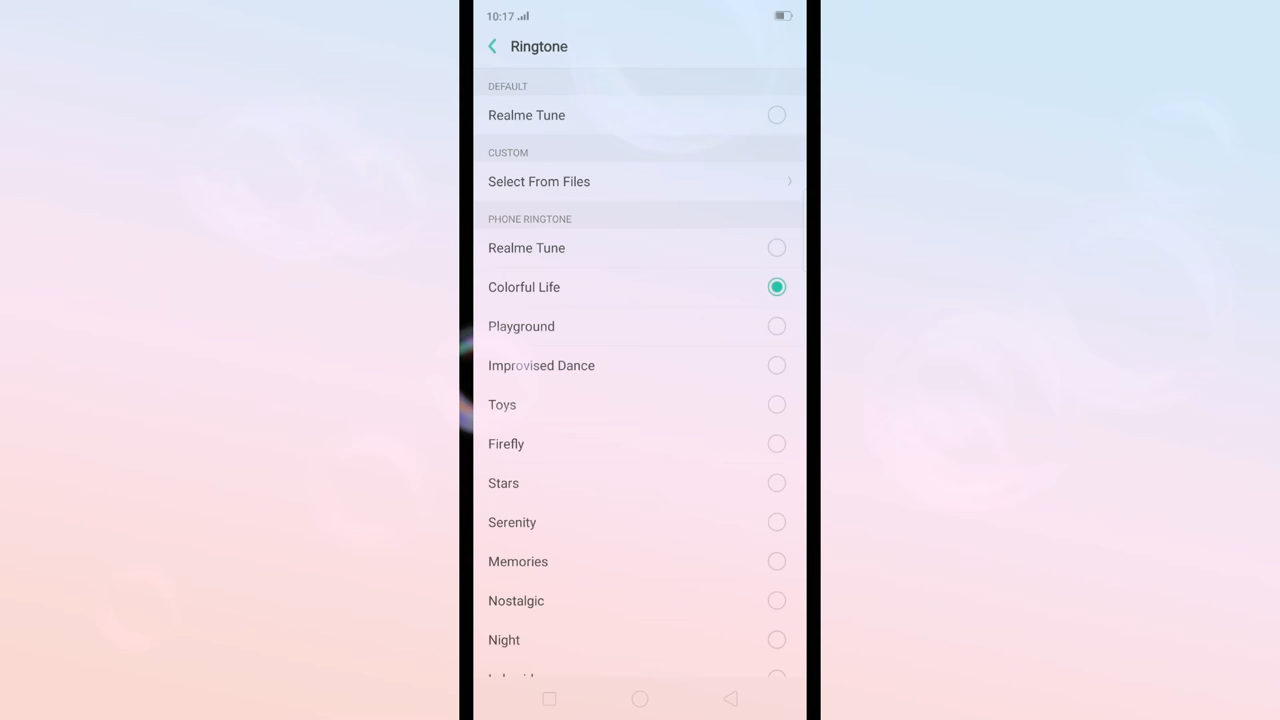 10:17
Ringtone
DEFAULT
Realme Tune
CUSTOM
Select From Files
PHONE RINGTONE
Realme Tune
Colorful Life
Playground
Improvised Dance
Toys
Firefly
Stars
Serenity
Memories
Nostalgic
Night